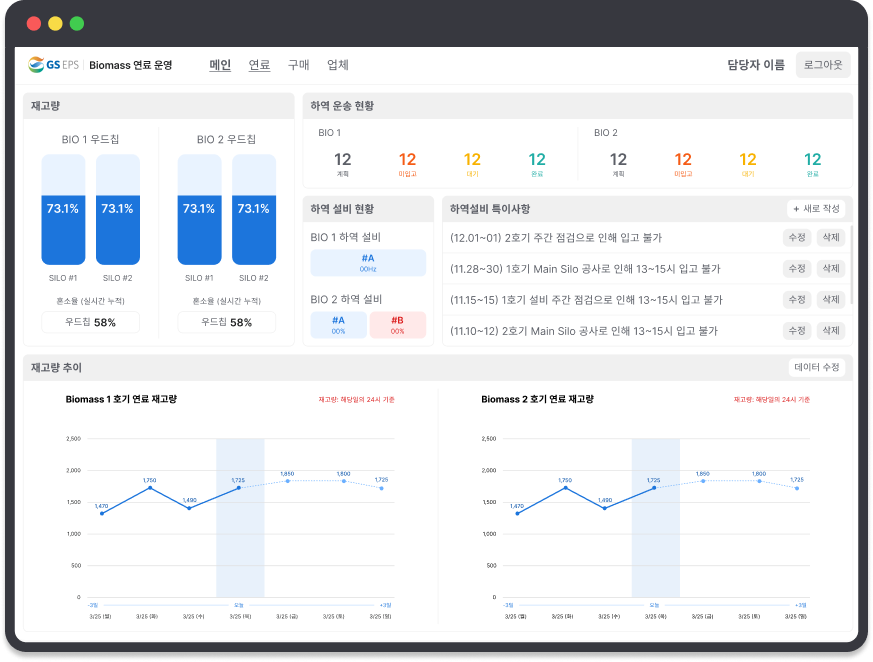 GS EPS Biomass 연료 운영 메인 연료 구매 업체 담당자 이름 로그아웃
재고량
BIO 1 우드칩 BIO 2 우드칩
73.1% 73.1% 73.1% 73.1%
SILO #1 SILO #2 SILO #1 SILO #2
혼소율 (실시간 누적) 혼소율 (실시간 누적)
우드칩 58% 우드칩 58%
하역 운송 현황
BIO 1
12 12 12 12
계획 미입고 대기 완료
BIO 2
12 12 12 12
계획 미입고 대기 완료
하역 설비 현황
BIO 1 하역 설비
#A
00Hz
BIO 2 하역 설비
#A #B
00% 00%
하역설비 특이사항 + 새로 작성
(12.01~01) 2호기 주간 점검으로 인해 입고 불가 수정 삭제
(11.28~30) 1호기 Main Silo 공사로 인해 13~15시 입고 불가 수정 삭제
(11.15~15) 1호기 설비 주간 점검으로 인해 13~15시 입고 불가 수정 삭제
(11.10~12) 2호기 Main Silo 공사로 인해 13~15시 입고 불가 수정 삭제
재고량 추이 데이터 수정
Biomass 1 호기 연료 재고량 재고량: 해당일의 24시 기준
2,500
2,000
1,500
1,000
500
0
1,470 1,750 1,490 1,725 1,850 1,800 1,725
-3일 오늘 +3일
3/25 (월) 3/25 (화) 3/25 (수) 3/25 (목) 3/25 (금) 3/25 (토) 3/25 (일)
Biomass 2 호기 연료 재고량 재고량: 해당일의 24시 기준
2,500
2,000
1,500
1,000
500
0
1,470 1,750 1,490 1,725 1,850 1,800 1,725
-3일 오늘 +3일
3/25 (월) 3/25 (화) 3/25 (수) 3/25 (목) 3/25 (금) 3/25 (토) 3/25 (일)